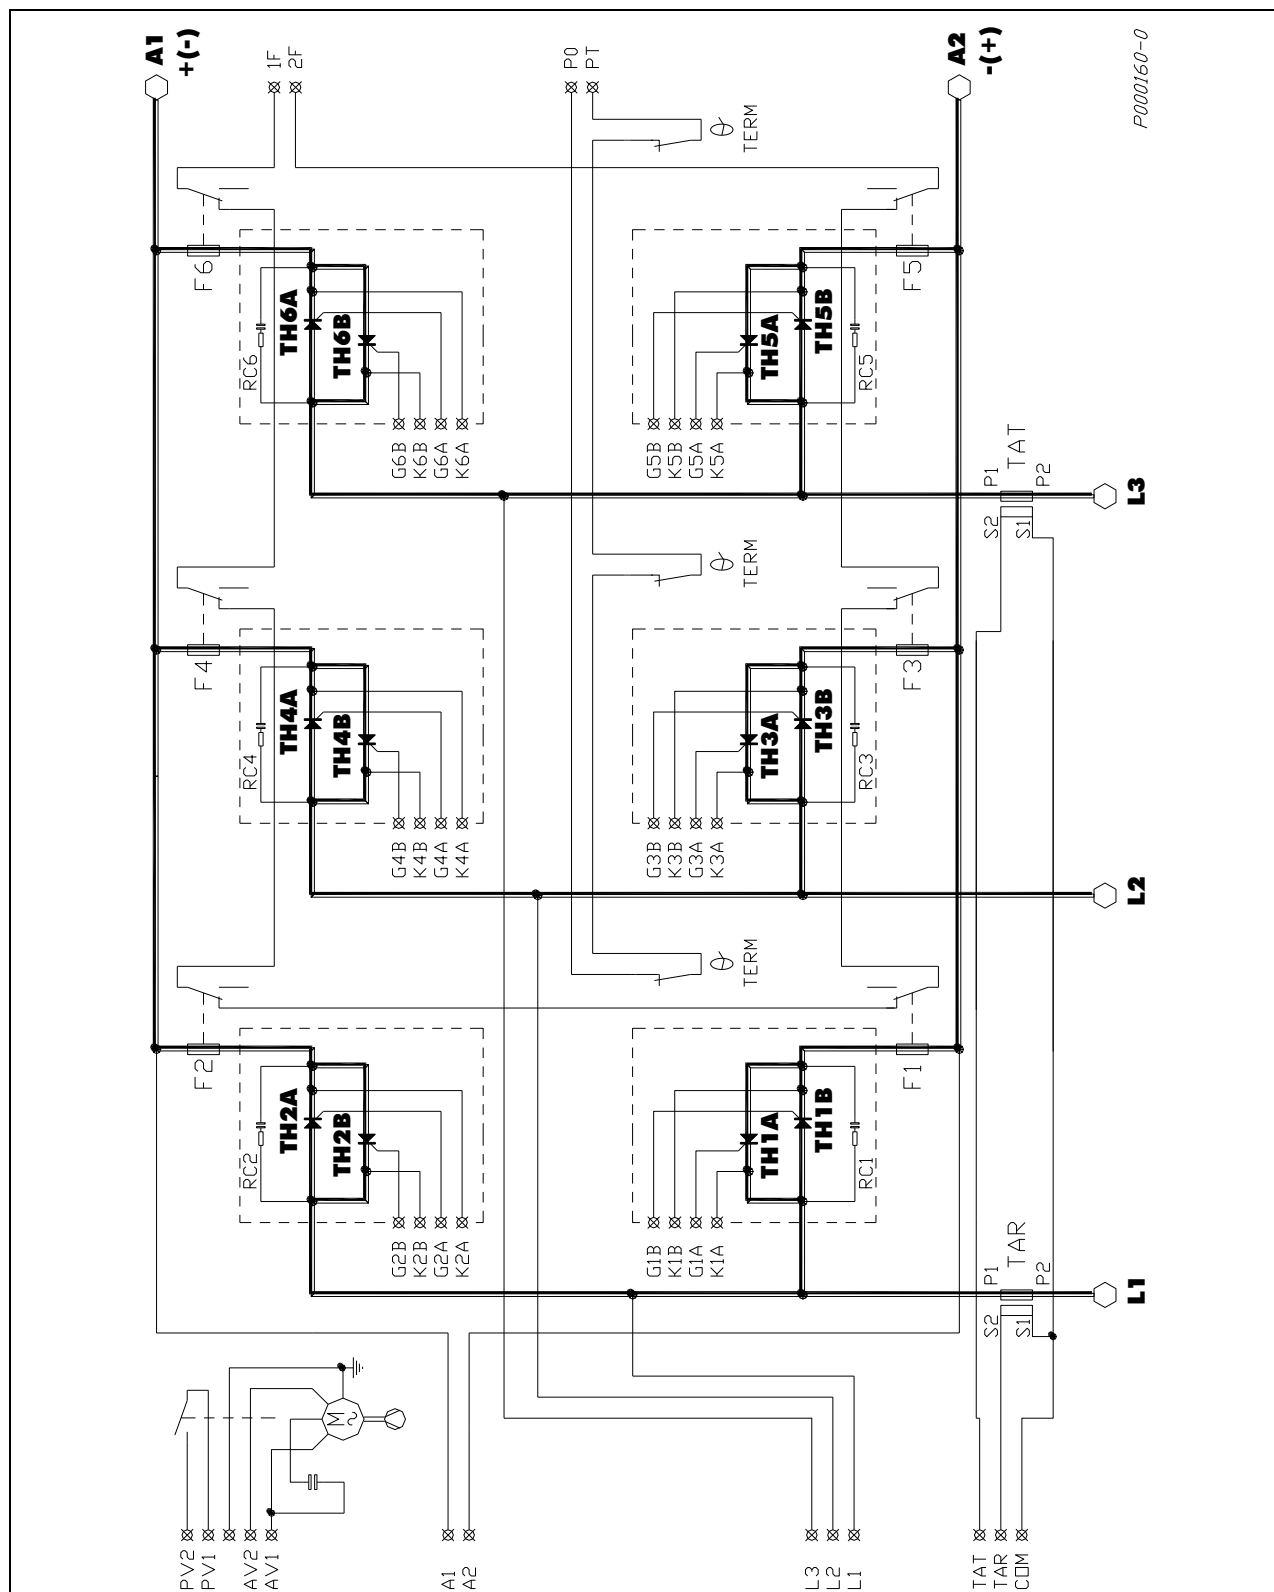 A1
+(-)
1F
2F
P0
PT
A2
-(+)
P000160-0
TERM
F6
F5
RC6
TH6A
TH6B
TH5A
TH5B
RC5
G6B
K6B
G6A
K6A
G5B
K5B
G5A
K5A
P1
TAT
P2
S2
S1
L3
TERM
F4
F3
RC4
TH4A
TH4B
TH3A
TH3B
RC3
G4B
K4B
G4A
K4A
G3B
K3B
G3A
K3A
L2
TERM
F2
F1
RC2
TH2A
TH2B
TH1A
TH1B
RC1
G2B
K2B
G2A
K2A
G1B
K1B
G1A
K1A
P1
TAR
P2
S2
S1
L1
M
PV2
PV1
AV2
AV1
A1
A2
L3
L2
L1
TAT
TAR
COM